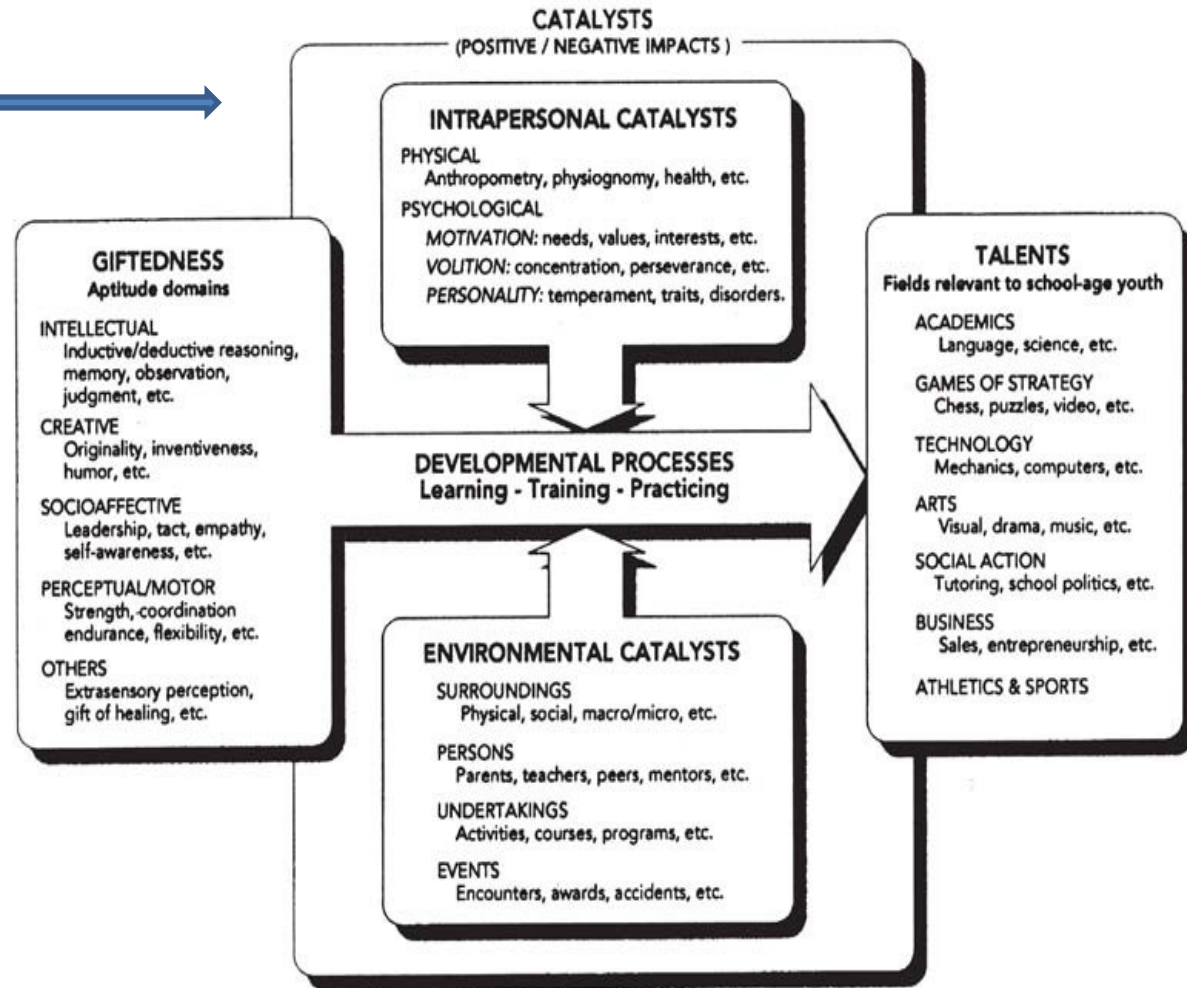 CATALYSTS
(POSITIVE / NEGATIVE IMPACTS )
INTRAPERSONAL CATALYSTS
PHYSICAL
Anthropometry, physiognomy, health, etc.
PSYCHOLOGICAL
MOTIVATION: needs, values, interests, etc.
VOLITION: concentration, perseverance, etc.
PERSONALITY: temperament, traits, disorders.
GIFTEDNESS
Aptitude domains
INTELLECTUAL
Inductive/deductive reasoning,
memory, observation,
judgment, etc.
CREATIVE
Originality, inventiveness,
humor, etc.
SOCIOAFFECTIVE
Leadership, tact, empathy,
self-awareness, etc.
PERCEPTUAL/MOTOR
Strength, coordination
endurance, flexibility, etc.
OTHERS
Extrasensory perception,
gift of healing, etc.
DEVELOPMENTAL PROCESSES
Learning - Training - Practicing
ENVIRONMENTAL CATALYSTS
SURROUNDINGS
Physical, social, macro/micro, etc.
PERSONS
Parents, teachers, peers, mentors, etc.
UNDERTAKINGS
Activities, courses, programs, etc.
EVENTS
Encounters, awards, accidents, etc.
TALENTS
Fields relevant to school-age youth
ACADEMICS
Language, science, etc.
GAMES OF STRATEGY
Chess, puzzles, video, etc.
TECHNOLOGY
Mechanics, computers, etc.
ARTS
Visual, drama, music, etc.
SOCIAL ACTION
Tutoring, school politics, etc.
BUSINESS
Sales, entrepreneurship, etc.
ATHLETICS & SPORTS